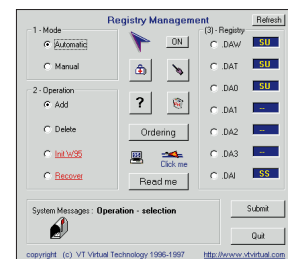 Registry Management
Refresh
1 - Mode
Automatic
Manual
2 - Operation
Add
Delete
Init W95
Recover
ON
?
Ordering
Click me
Read me
(3) - Registry
.DAW SU
.DAT SU
.DA0 SU
.DA1 --
.DA2 --
.DA3 --
.DAI SS
System Messages : Operation - selection
Submit
Quit
copyright (c) VT Virtual Technology 1996-1997
http://www.vtvirtual.com